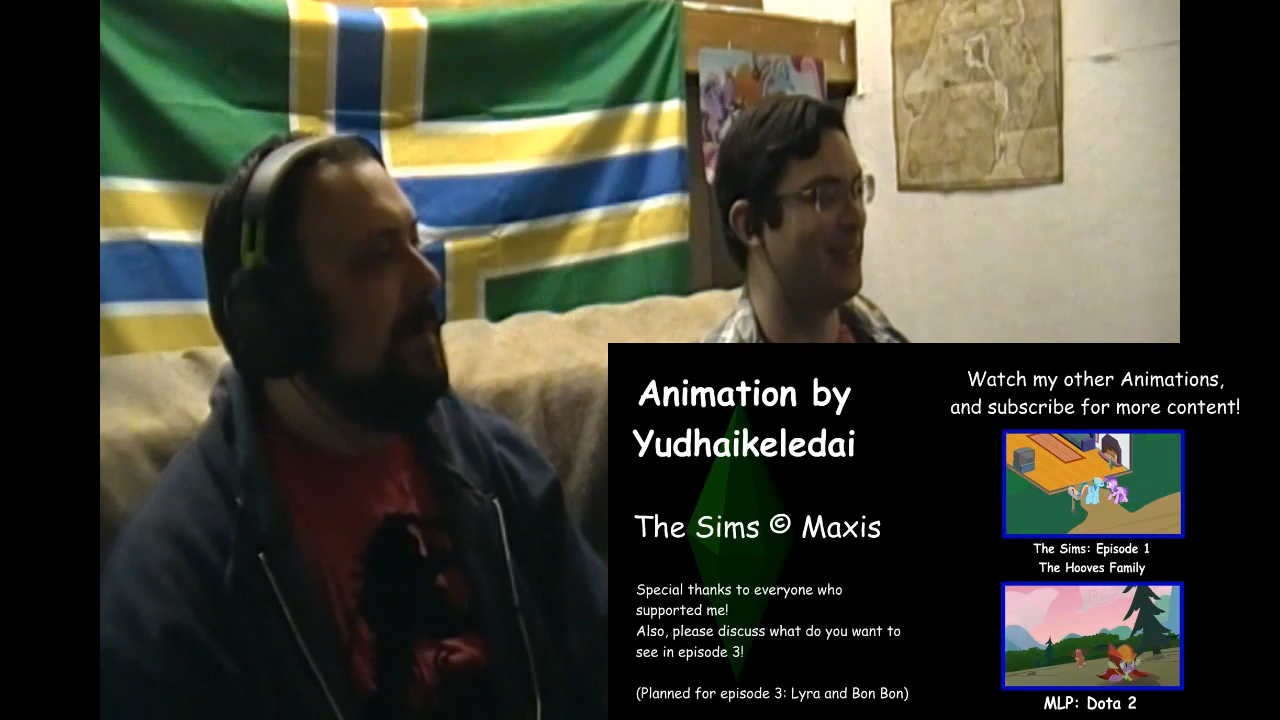 Animation by
Yudhaikeledai
The Sims © Maxis
Special thanks to everyone who
supported me!
Also, please discuss what do you want to
see in episode 3!
(Planned for episode 3: Lyra and Bon Bon)
Watch my other Animations,
and subscribe for more content!
The Sims: Episode 1
The Hooves Family
MLP: Dota 2